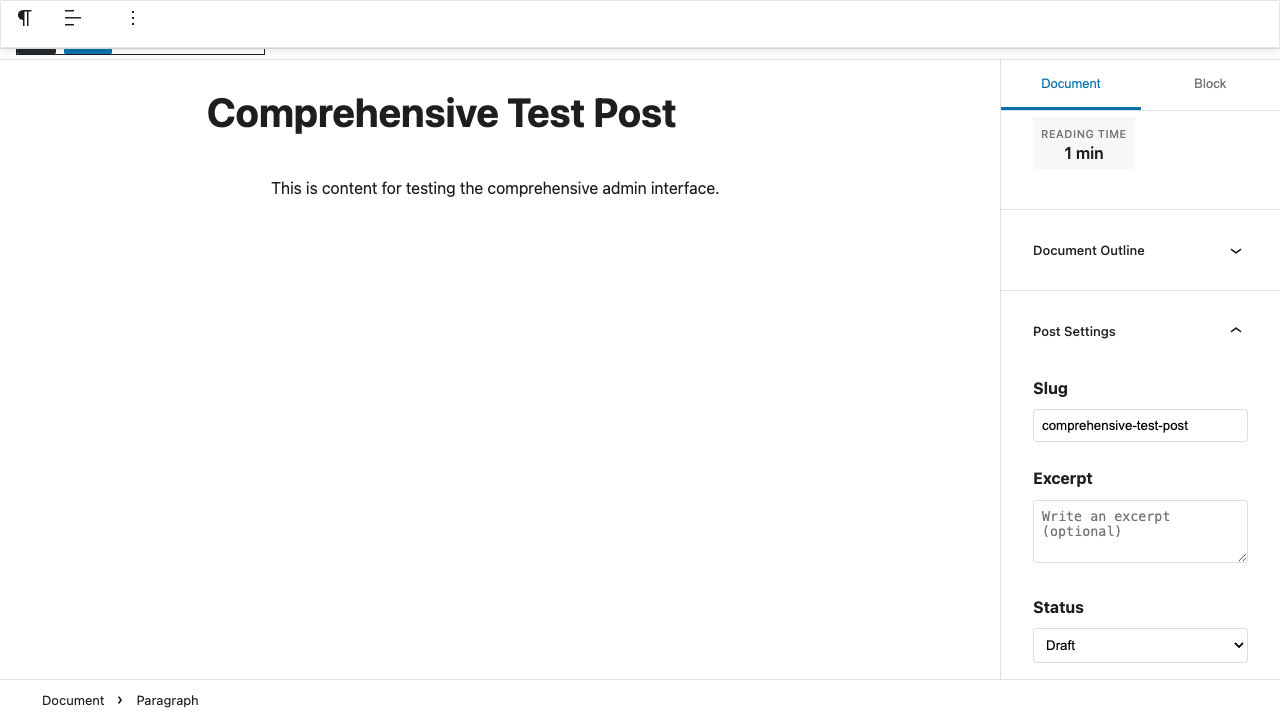 Document
Block
Comprehensive Test Post
READING TIME
1 min
This is content for testing the comprehensive admin interface.
Document Outline
Post Settings
Slug
comprehensive-test-post
Excerpt
Write an excerpt
(optional)
Status
Draft
Document › Paragraph